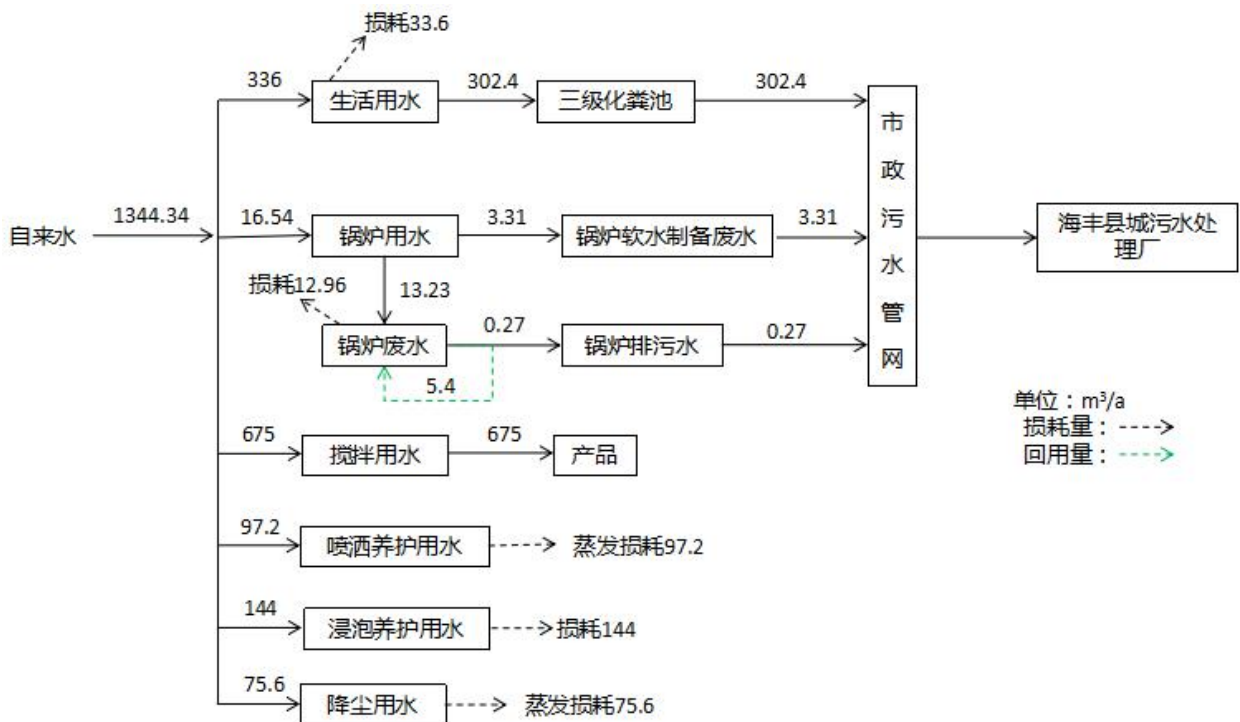 损耗33.6
336
生活用水
302.4
三级化粪池
302.4
市政污水管网
自来水
1344.34
16.54
锅炉用水
3.31
锅炉软水制备废水
3.31
海丰县城污水处
理厂
损耗12.96
13.23
锅炉废水
0.27
锅炉排污水
0.27
5.4
单位：m³/a
损耗量：
回用量：
675
搅拌用水
675
产品
97.2
喷洒养护用水
蒸发损耗97.2
144
浸泡养护用水
损耗144
75.6
降尘用水
蒸发损耗75.6